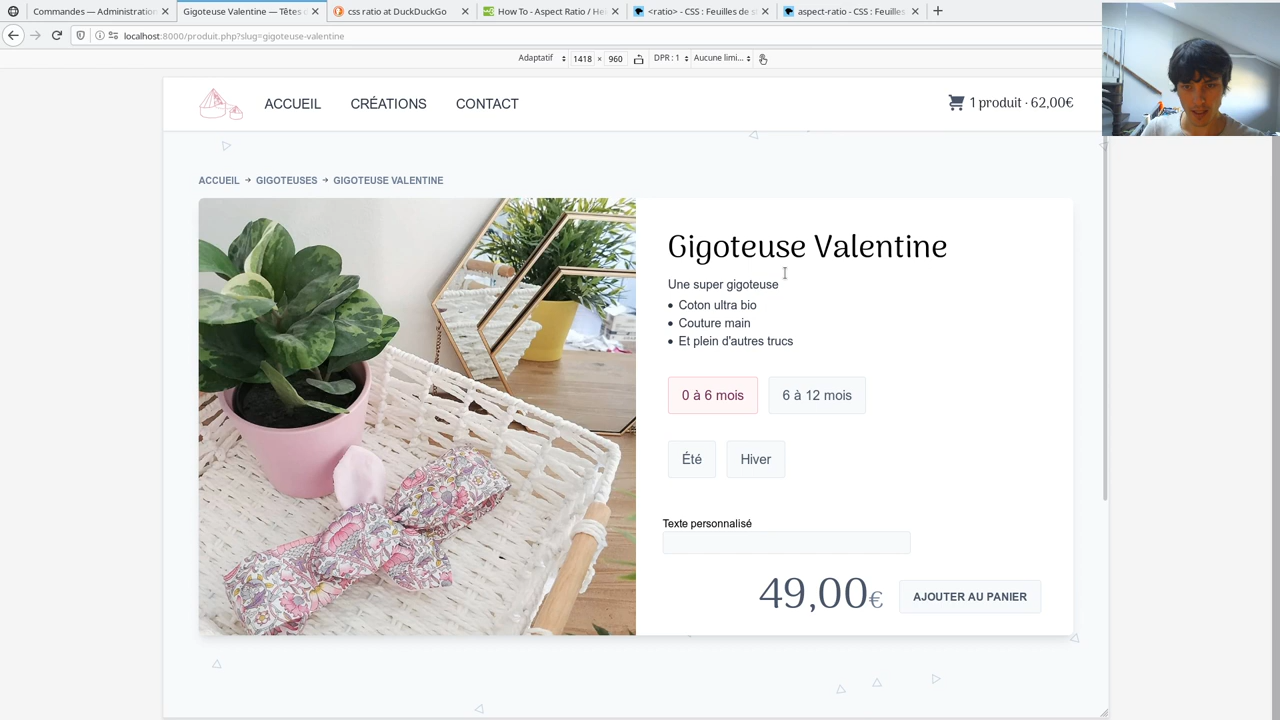 Commandes — Administration
Gigoteuse Valentine — Têtes c
css ratio at DuckDuckGo
How To - Aspect Ratio / He
<ratio> - CSS : Feuilles de s
aspect-ratio - CSS : Feuilles
localhost:8000/produit.php?slug=gigoteuse-valentine
Adaptatif 1418 × 960 DPR : 1 Aucune limi...
ACCUEIL CRÉATIONS CONTACT
1 produit · 62,00€
ACCUEIL → GIGOTEUSES → GIGOTEUSE VALENTINE
Gigoteuse Valentine
Une super gigoteuse
• Coton ultra bio
• Couture main
• Et plein d'autres trucs
0 à 6 mois 6 à 12 mois
Été Hiver
Texte personnalisé
49,00€ AJOUTER AU PANIER